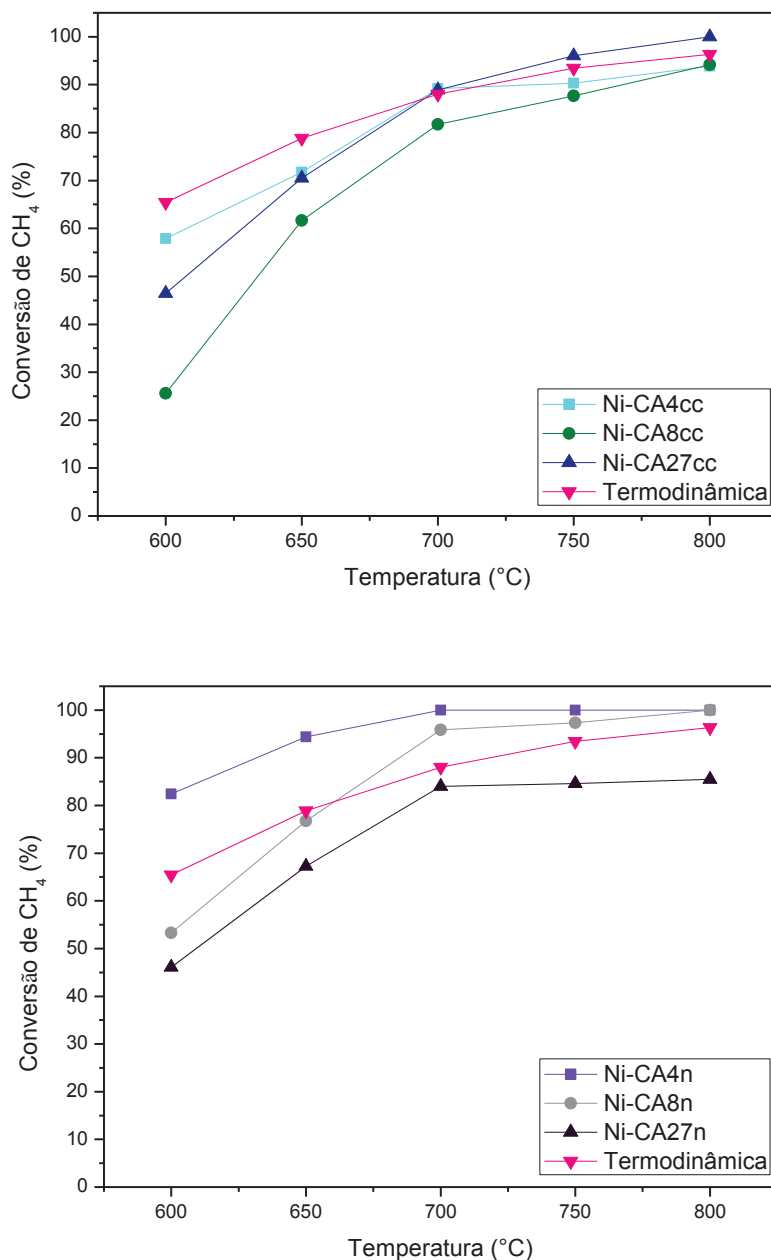 100
90
80
70
60
50
40
30
20
10
0
Conversão de CH4 (%)
600 650 700 750 800
Temperatura (°C)
Ni-CA4cc
Ni-CA8cc
Ni-CA27cc
Termodinâmica
100
90
80
70
60
50
40
30
20
10
0
Conversão de CH4 (%)
600 650 700 750 800
Temperatura (°C)
Ni-CA4n
Ni-CA8n
Ni-CA27n
Termodinâmica